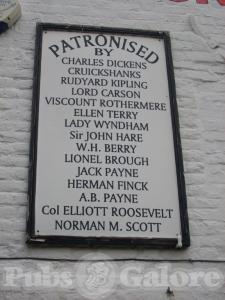 PATRONISED
BY
CHARLES DICKENS
CRUICKSHANKS
RUDYARD KIPLING
LORD CARSON
VISCOUNT ROTHERMERE
ELLEN TERRY
LADY WYNDHAM
Sir JOHN HARE
W.H. BERRY
LIONEL BROUGH
JACK PAYNE
HERMAN FINCK
A.B. PAYNE
Col ELLIOTT ROOSEVELT
NORMAN M. SCOTT
Pubs Galore